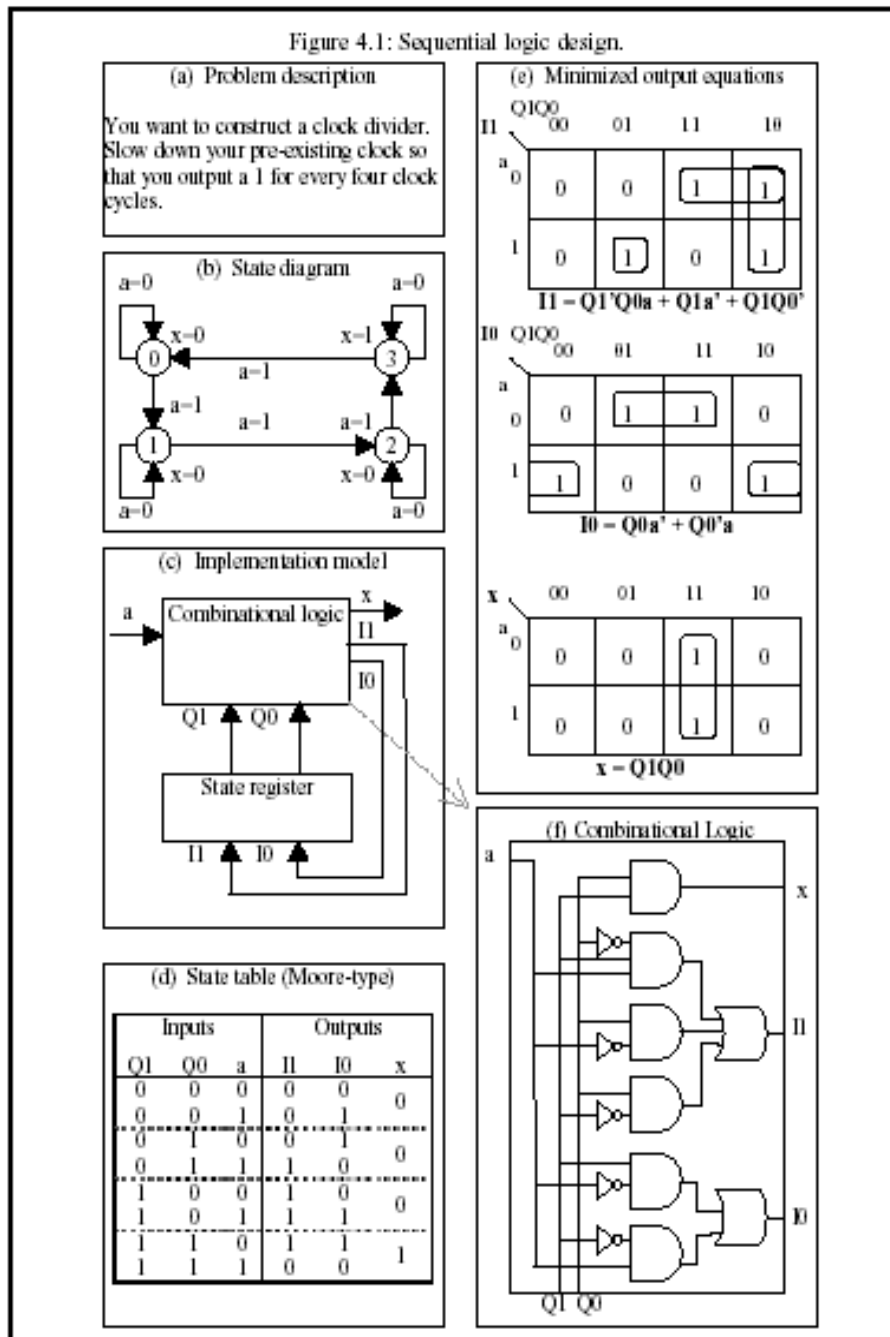 Figure 4.1: Sequential logic design.
(a) Problem description
You want to construct a clock divider.
Slow down your pre-existing clock so
that you output a 1 for every four clock
cycles.
(b) State diagram
a=0 a=0
x=0 x=1
0 3
a=1
a=1 a=1 a=1
1 2
x=0 x=0
a=0 a=0
(c) Implementation model
a Combinational logic x
I1
I0
Q1 Q0
State register
I1 I0
(d) State table (Moore-type)
Inputs Outputs
Q1 Q0 a I1 I0 x
0 0 0 0 0
0
0 0 1 0 1
0 1 0 0 1
0
0 1 1 1 0
1 0 0 1 0
0
1 0 1 1 1
1 1 0 1 1
1
1 1 1 0 0
(e) Minimized output equations
I1 Q1Q0
00 01 11 10
a
0 0 0 1 1
1 0 1 0 1
I1 = Q1'Q0a + Q1a' + Q1Q0'
I0 Q1Q0
00 01 11 10
a
0 0 1 1 0
1 1 0 0 1
I0 = Q0a' + Q0'a
x 00 01 11 10
a
0 0 0 1 0
1 0 0 1 0
x = Q1Q0
(f) Combinational Logic
a
x
I1
I0
Q1 Q0